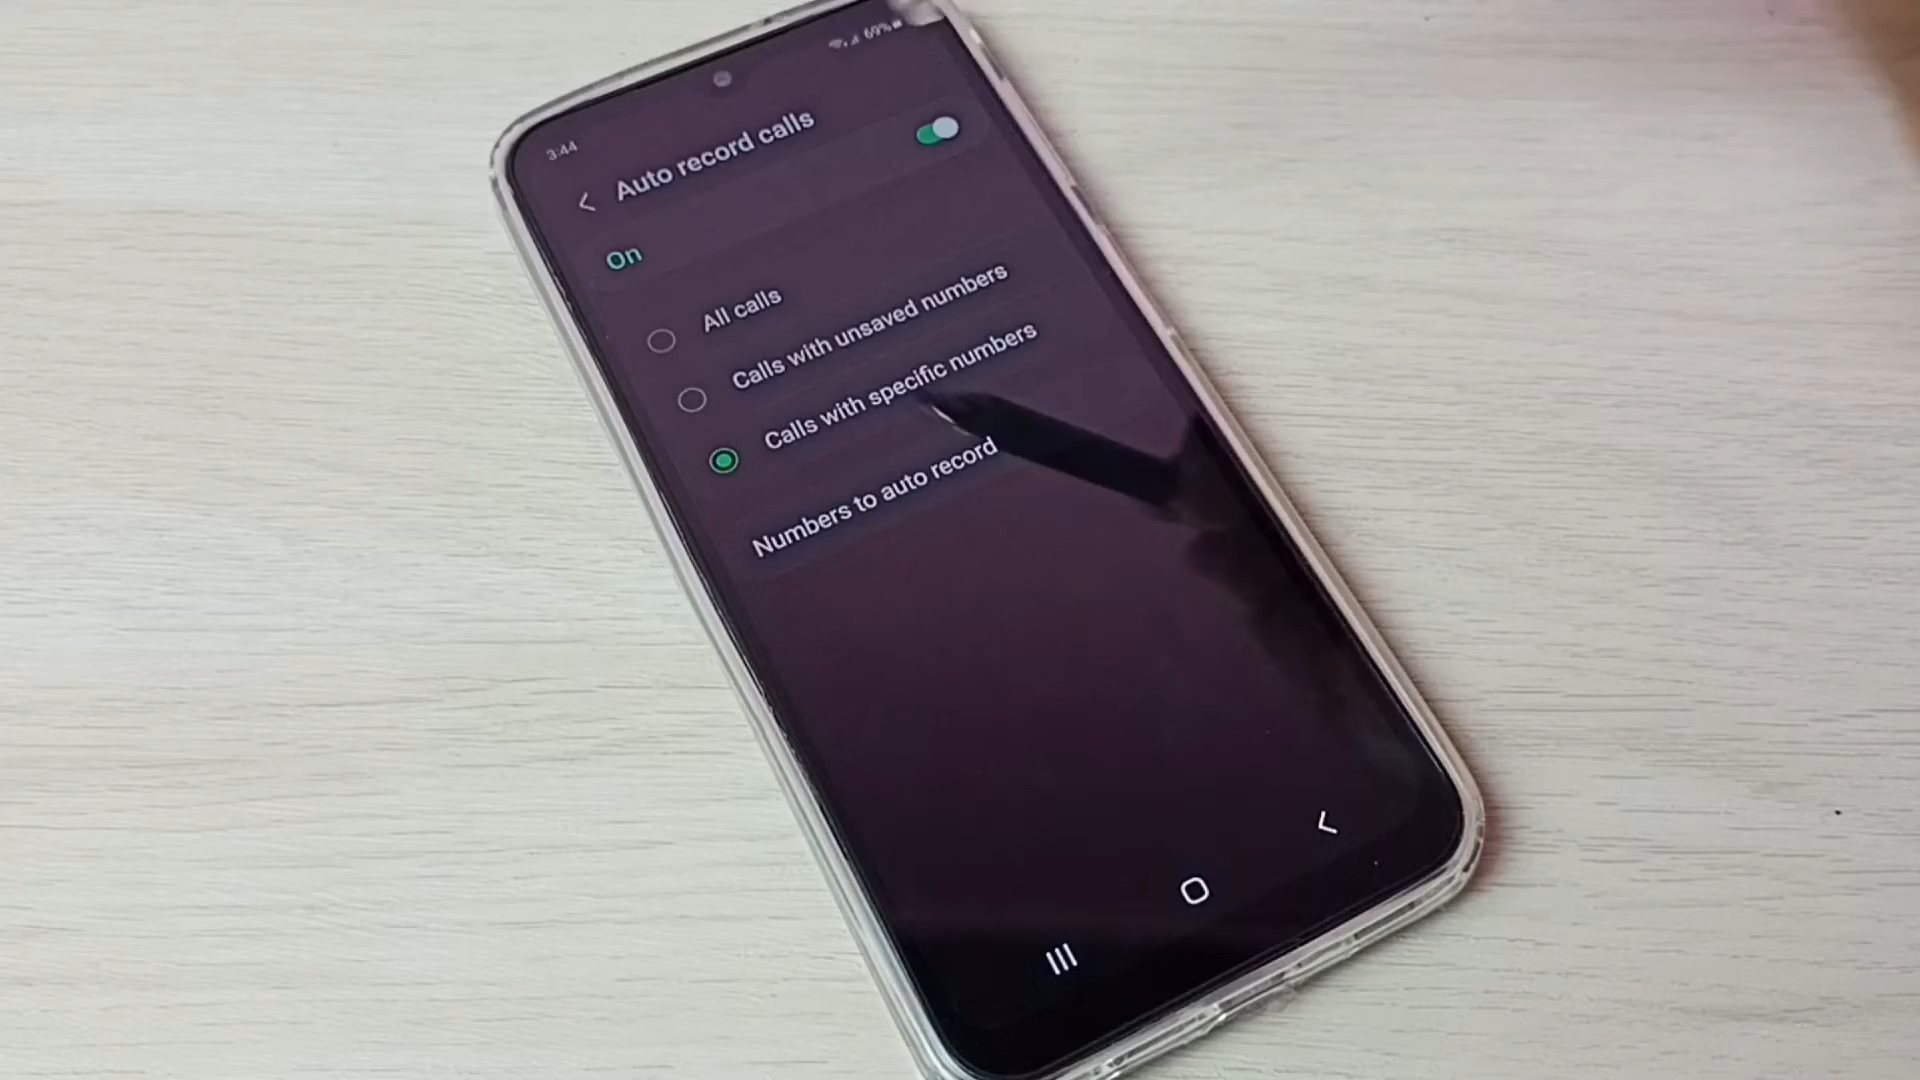 69%
3:44
Auto record calls
On
All calls
Calls with unsaved numbers
Calls with specific numbers
Numbers to auto record